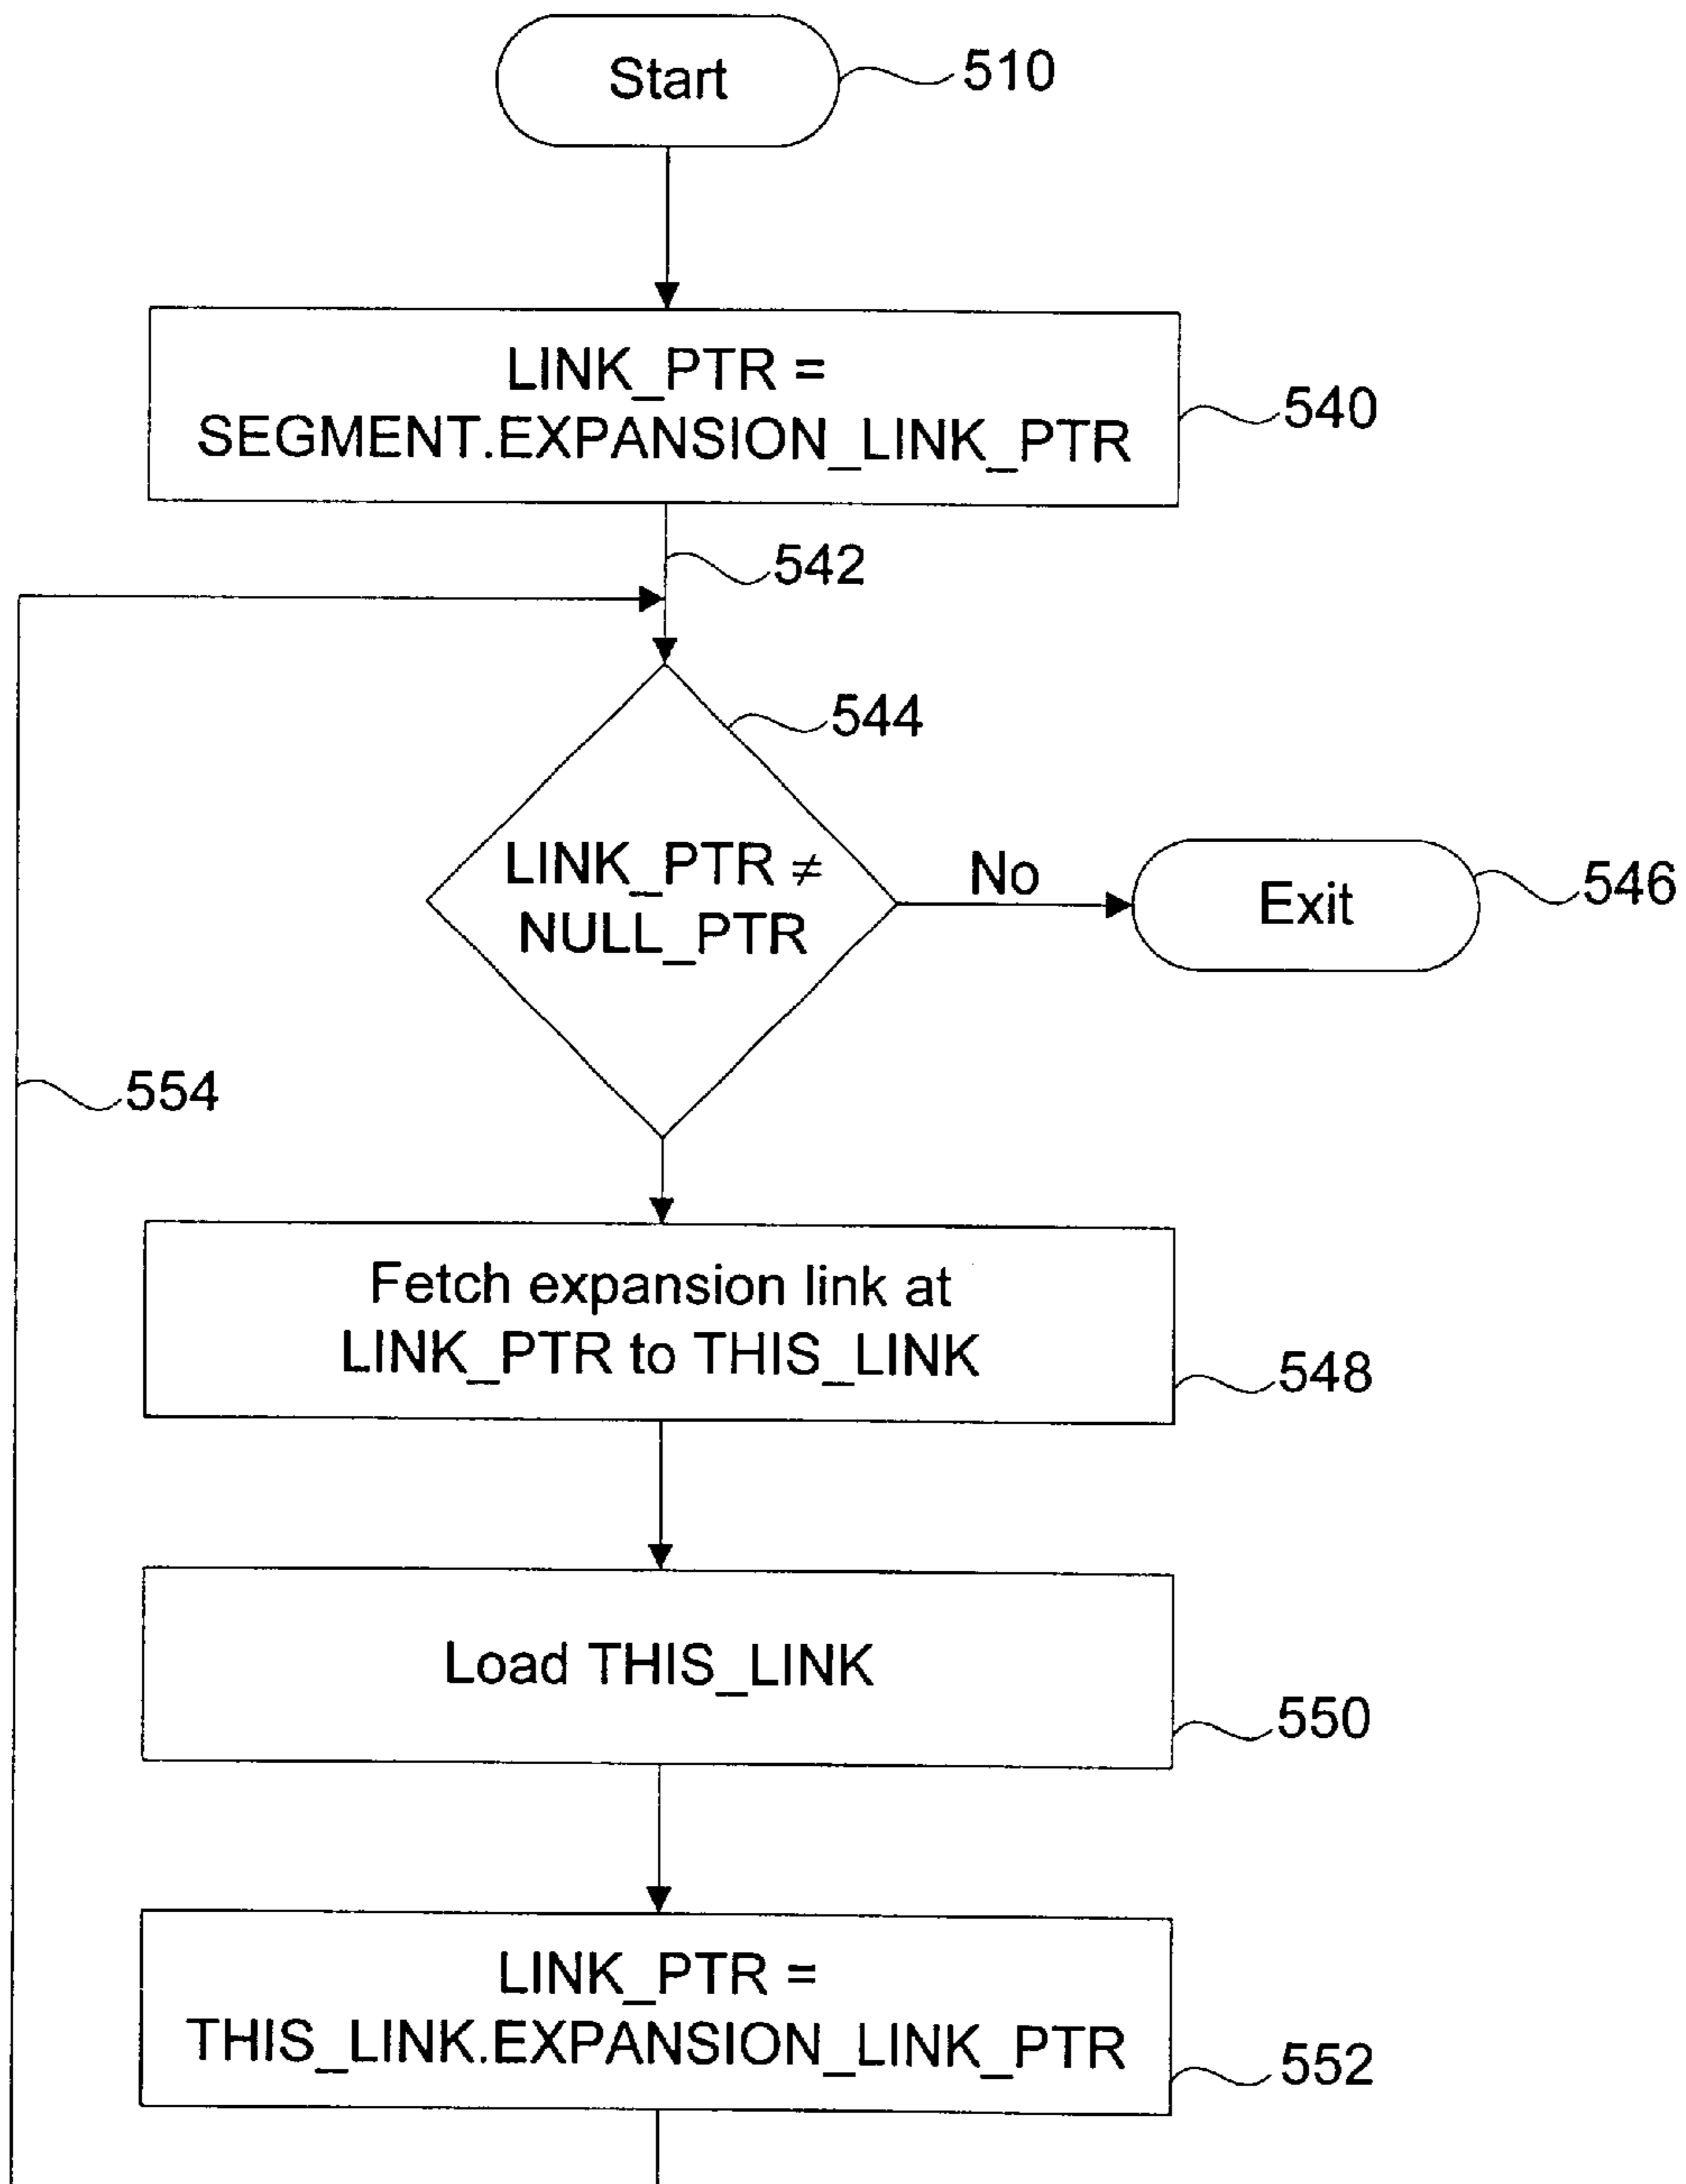 Start
510
LINK_PTR =
SEGMENT.EXPANSION_LINK_PTR
540
542
544
LINK_PTR ≠
NULL_PTR
No
Exit
546
554
Fetch expansion link at
LINK_PTR to THIS_LINK
548
Load THIS_LINK
550
LINK_PTR =
THIS_LINK.EXPANSION_LINK_PTR
552